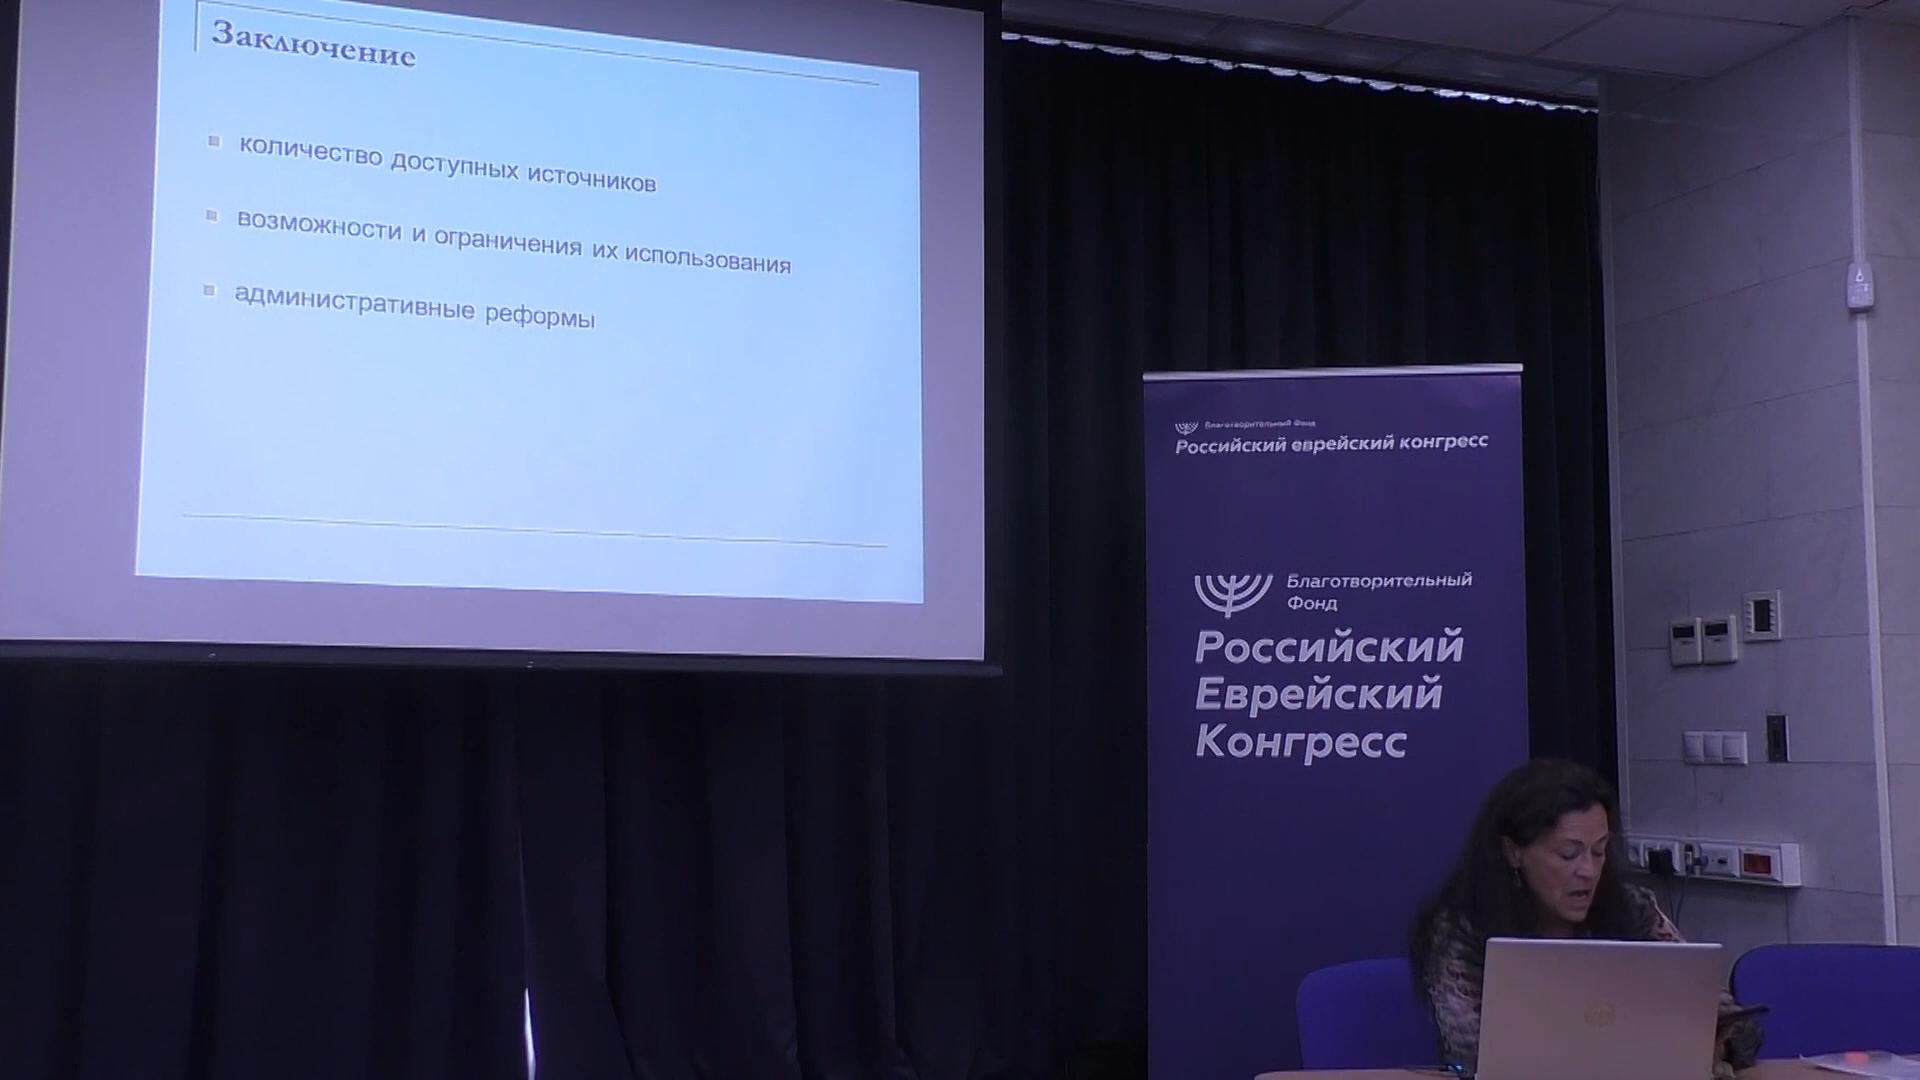 Заключение
количество доступных источников
возможности и ограничения их использования
административные реформы
Благотворительный Фонд
Российский еврейский конгресс
Благотворительный
Фонд
Российский
Еврейский
Конгресс